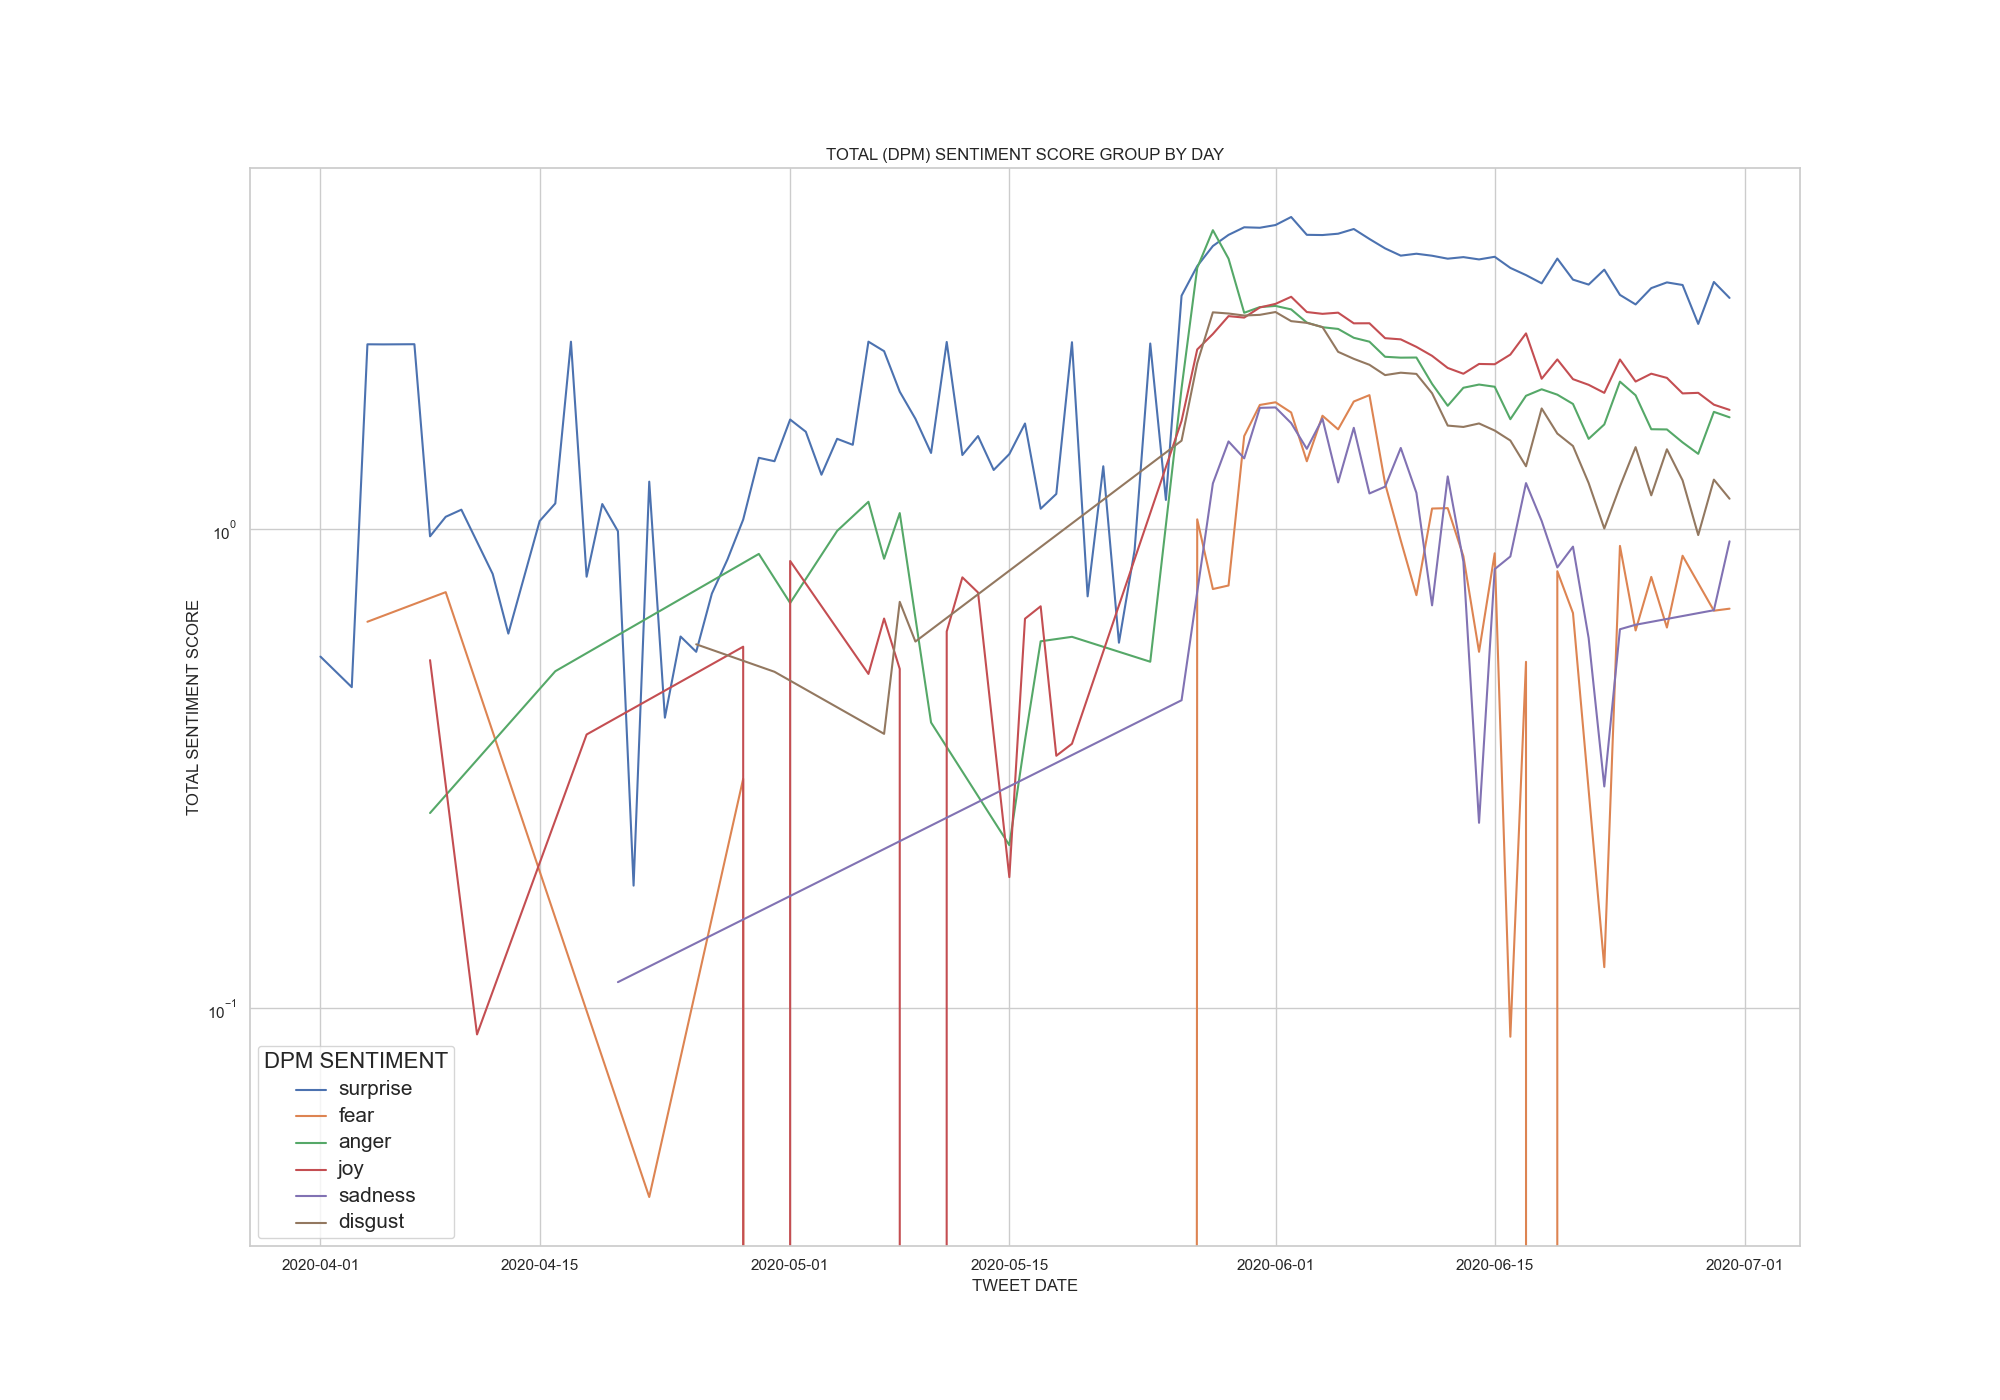 TOTAL (DPM) SENTIMENT SCORE GROUP BY DAY
TOTAL SENTIMENT SCORE
10⁰
10⁻¹
DPM SENTIMENT
surprise
fear
anger
joy
sadness
disgust
2020-04-01 2020-04-15 2020-05-01 2020-05-15 2020-06-01 2020-06-15 2020-07-01
TWEET DATE